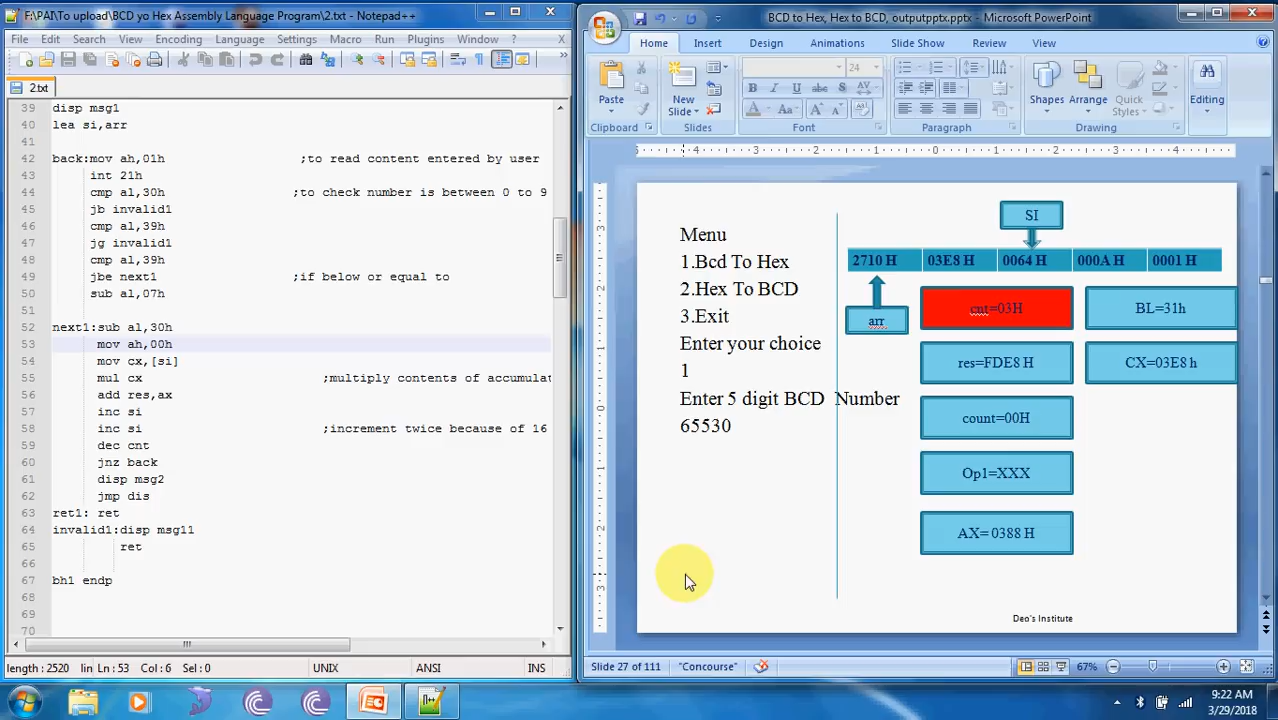 F:\PAI\To upload\BCD yo Hex Assembly Language Program\2.txt - Notepad++
File Edit Search View Encoding Language Settings Macro Run Plugins Window ? X
2.txt
39 disp msg1
40 lea si,arr
41
42 back:mov ah,01h ;to read content entered by user
43 int 21h
44 cmp al,30h ;to check number is between 0 to 9
45 jb invalid1
46 cmp al,39h
47 jg invalid1
48 cmp al,39h
49 jbe next1 ;if below or equal to
50 sub al,07h
51
52 next1:sub al,30h
53 mov ah,00h
54 mov cx,[si]
55 mul cx ;multiply contents of accumulat
56 add res,ax
57 inc si
58 inc si ;increment twice because of 16
59 dec cnt
60 jnz back
61 disp msg2
62 jmp dis
63 ret1: ret
64 invalid1:disp msg11
65 ret
66
67 bh1 endp
68
69
70
length : 2520 lin Ln : 53 Col : 6 Sel : 0 UNIX ANSI INS
BCD to Hex, Hex to BCD, outputpptx.pptx - Microsoft PowerPoint
Home Insert Design Animations Slide Show Review View
24
Paste New Slide Shapes Arrange Quick Styles Editing
Clipboard Slides Font Paragraph Drawing
4 3 2 1 0 1 2 3 4
Menu
1.Bcd To Hex
2.Hex To BCD
3.Exit
Enter your choice
1
Enter 5 digit BCD Number
65530
SI
2710 H 03E8 H 0064 H 000A H 0001 H
arr
cnt=03H BL=31h
res=FDE8 H CX=03E8 h
count=00H
Op1=XXX
AX= 0388 H
Deo's Institute
Slide 27 of 111 "Concourse" 67%
9:22 AM
3/29/2018